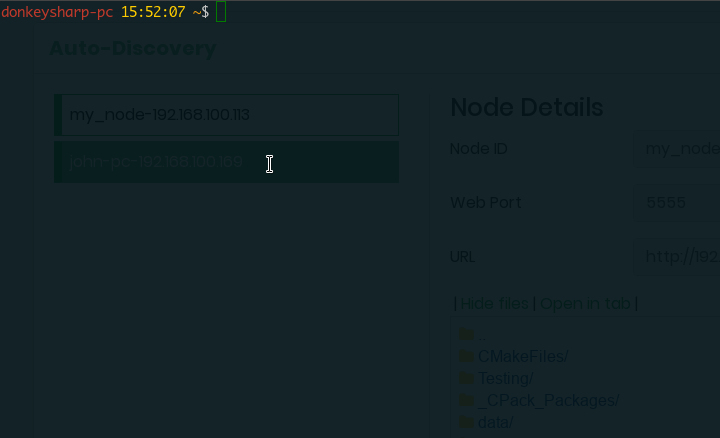 donkeysharp-pc 15:52:07 ~$
Auto-Discovery
my_node-192.168.100.113
john-pc-192.168.100.169
Node Details
Node ID my_node
Web Port 5555
URL http://192.
| Hide files | Open in tab |
..
CMakeFiles/
Testing/
_CPack_Packages/
data/